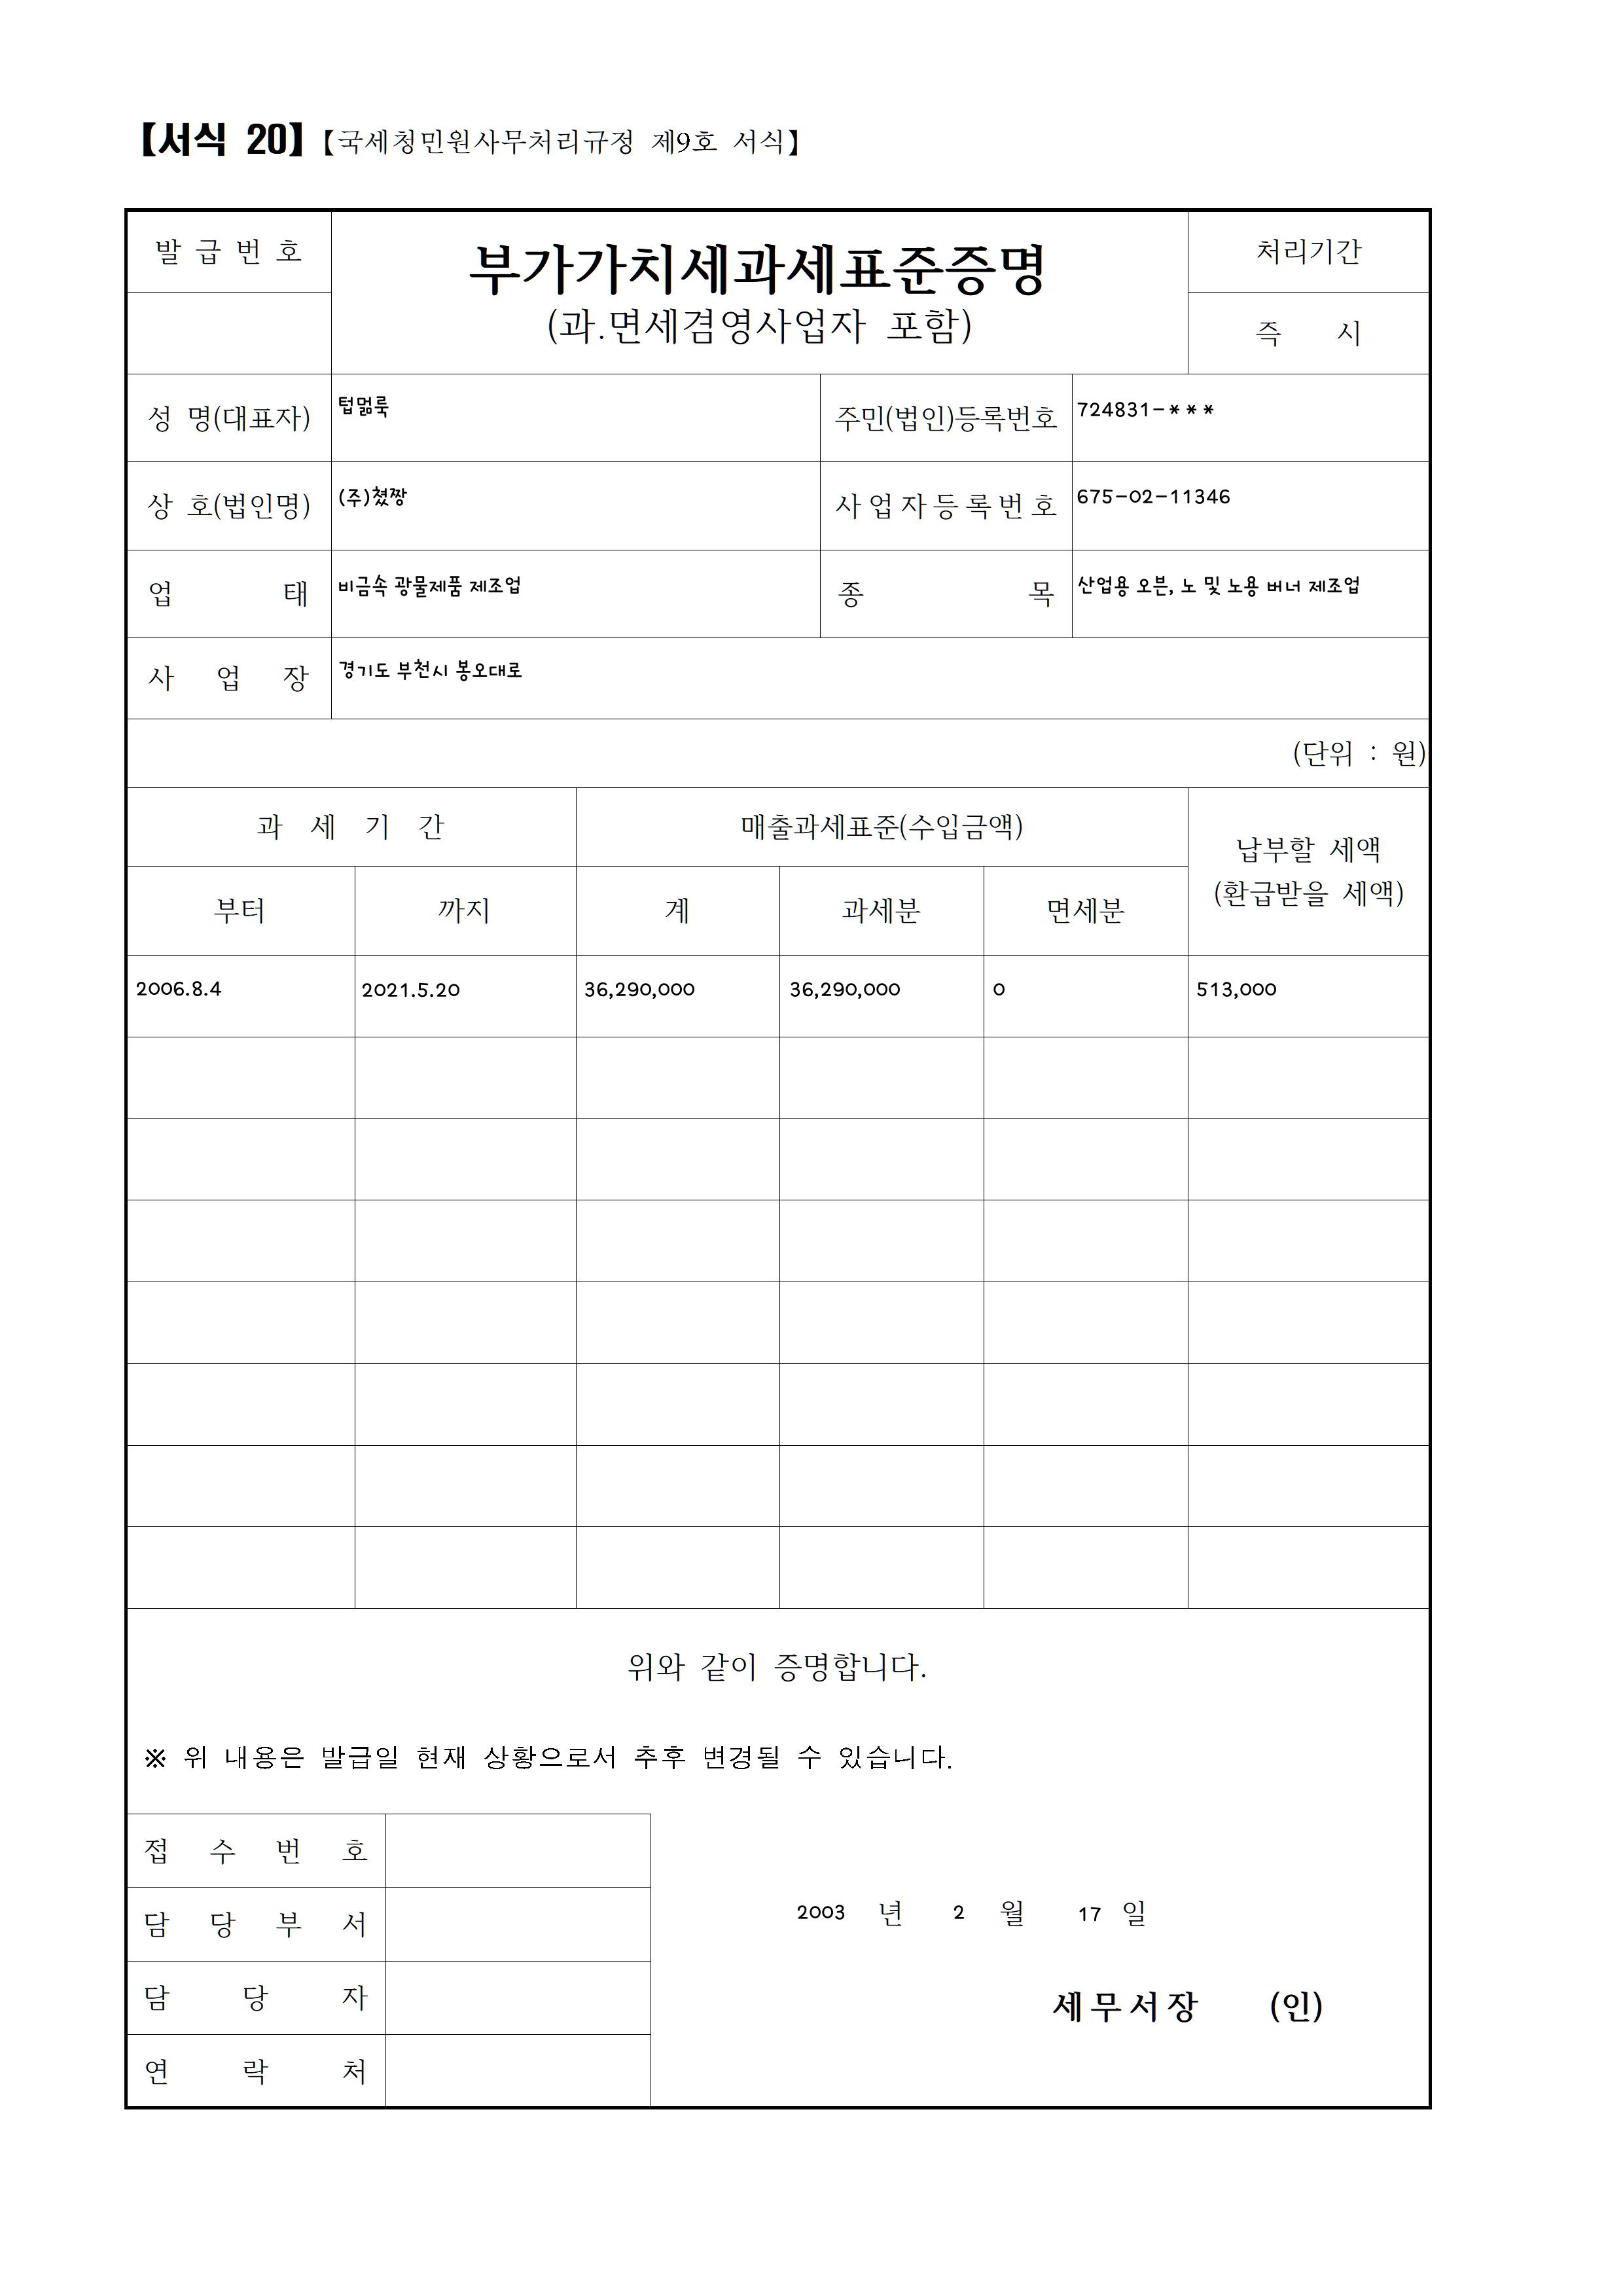 【서식 20】【국세청민원사무처리규정 제9호 서식】
발 급 번 호
부가가치세과세표준증명
(과.면세겸영사업자 포함)
처리기간
즉 시
성 명(대표자) 텁멂룩 주민(법인)등록번호 724831-***
상 호(법인명) (주)첬짱 사업자등록번호 675-02-11346
업 태 비금속 광물제품 제조업 종 목 산업용 오븐, 노 및 노용 버너 제조업
사 업 장 경기도 부천시 봉오대로
(단위 : 원)
과 세 기 간 매출과세표준(수입금액) 납부할 세액
(환급받을 세액)
부터 까지 계 과세분 면세분
2006.8.4 2021.5.20 36,290,000 36,290,000 0 513,000
위와 같이 증명합니다.
※ 위 내용은 발급일 현재 상황으로서 추후 변경될 수 있습니다.
접 수 번 호
담 당 부 서
담 당 자
연 락 처
2003 년 2 월 17 일
세무서장 (인)